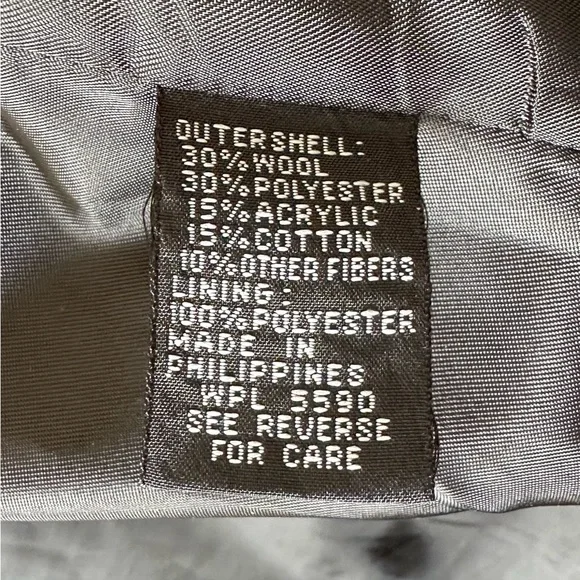 OUTERSHELL:
30% WOOL
30% POLYESTER
15% ACRYLIC
15% COTTON
10% OTHER FIBERS
LINING:
100% POLYESTER
MADE IN
PHILIPPINES
WPL 5590
SEE REVERSE
FOR CARE